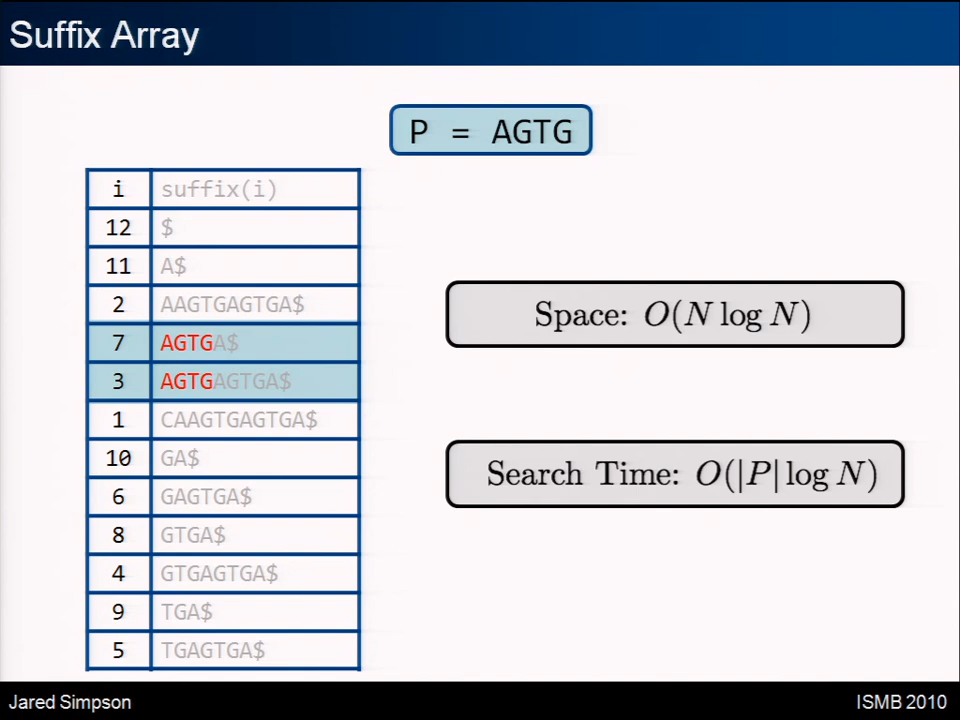 Suffix Array
P = AGTG
i suffix(i)
12 $
11 A$
2 AAGTGAGTGA$
7 AGTGA$
3 AGTGAGTGA$
1 CAAGTGAGTGA$
10 GA$
6 GAGTGA$
8 GTGA$
4 GTGAGTGA$
9 TGA$
5 TGAGTGA$
Space: O(N log N)
Search Time: O(|P| log N)
Jared Simpson
ISMB 2010